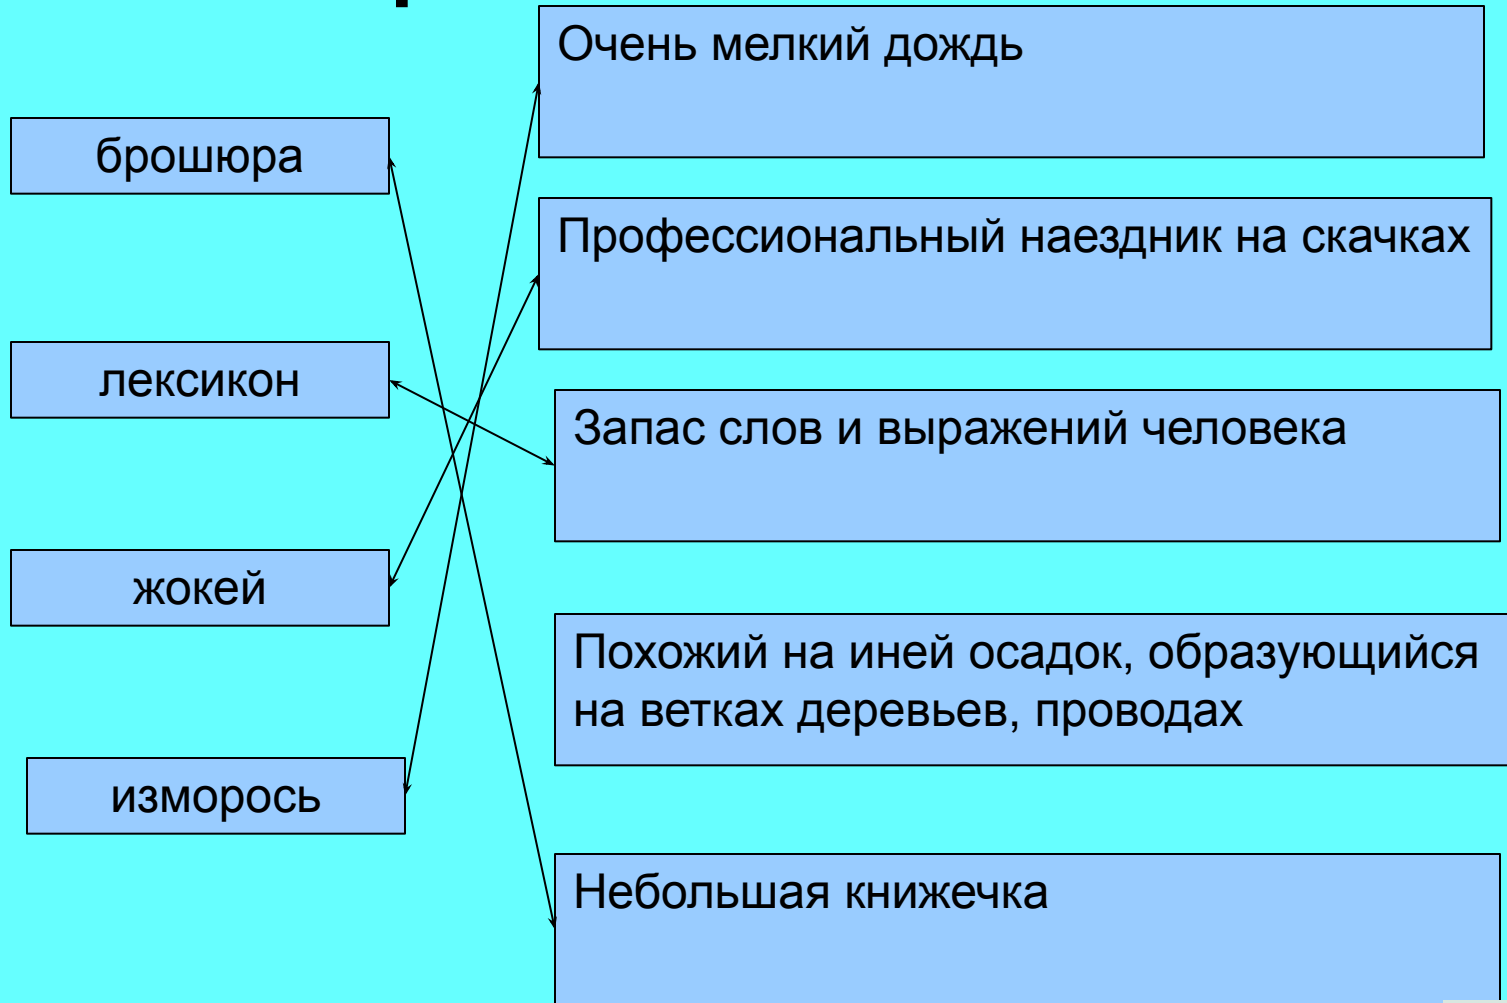 Очень мелкий дождь
брошюра
Профессиональный наездник на скачках
лексикон
Запас слов и выражений человека
жокей
Похожий на иней осадок, образующийся
на ветках деревьев, проводах
изморось
Небольшая книжечка